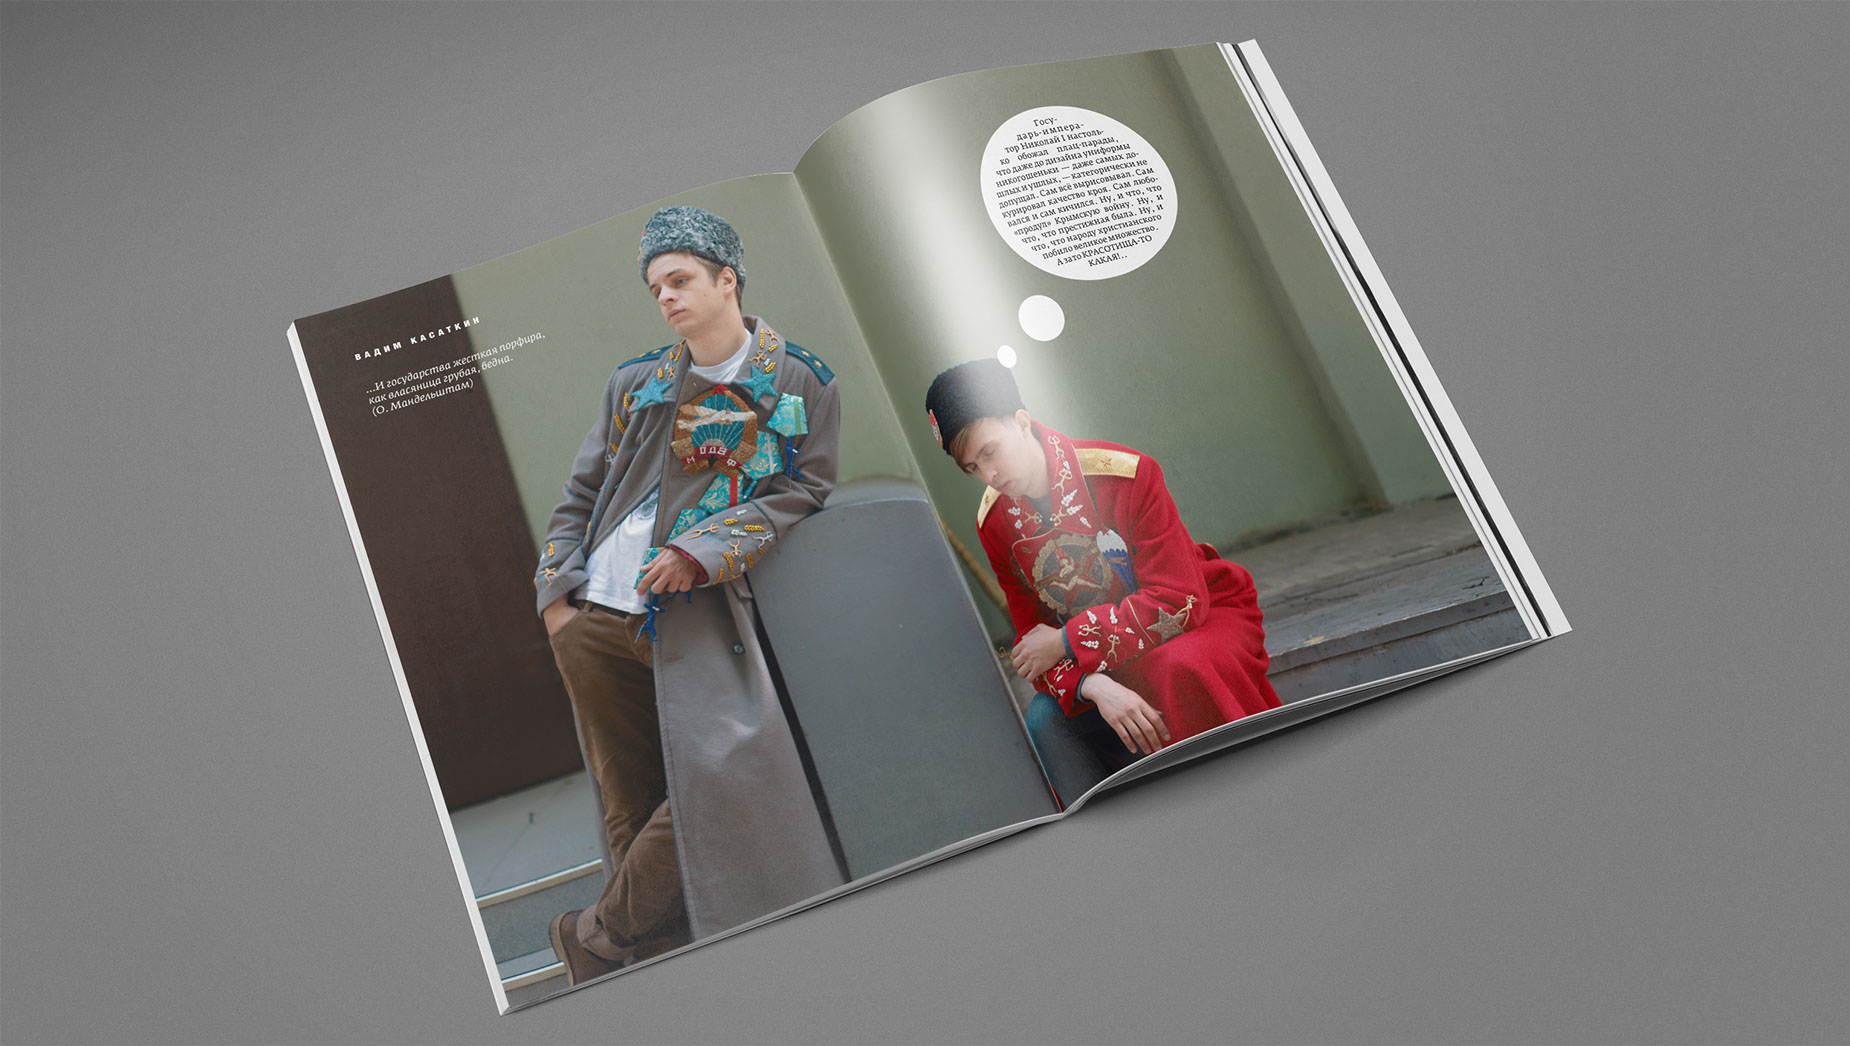 ВАДИМ КАСАТКИН
...И государства жесткая порфира,
как власяница грубая, бедна.
(О. Мандельштам)
МОДАФ
Госу-
дарь-импера-
тор Николай I настоль-
ко обожал плац-парады,
что даже до дизайна униформы
никогошеньки — даже самых до-
шлых и ушлых, — категорически не
допущал. Сам всё вырисовывал. Сам
курировал качество кроя. Сам любо-
вался и сам кичился. Ну, и что, что
«продул» Крымскую войну. Ну, и
что, что престижная была. Ну, и
что, что народу христианского
побило великое множество.
А зато КРАСОТИЩА-ТО
КАКАЯ!..